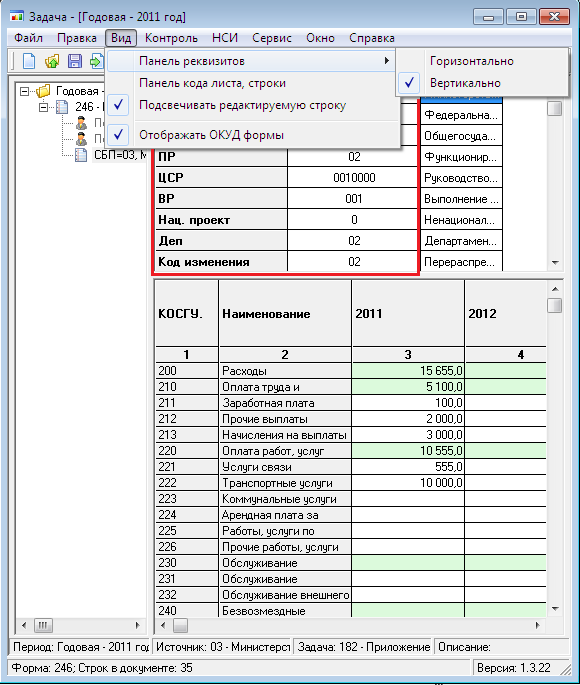 Задача - [Годовая - 2011 год]
Файл Правка Вид Контроль НСИ Сервис Окно Справка
Панель реквизитов
Панель кода листа, строки
Подсвечивать редактируемую строку
Отображать ОКУД формы
Горизонтально
Вертикально
Годовая -
246 - 
СБП=03, М
Федеральна...
Общегосуда...
ПР 02 Функционир...
ЦСР 0010000 Руководство...
ВР 001 Выполнение ...
Нац. проект 0 Ненационал...
Деп 02 Департамен...
Код изменения 02 Перераспре...
КОСГУ. Наименование 2011 2012
1 2 3 4
200 Расходы 15 655,0
210 Оплата труда и 5 100,0
211 Заработная плата 100,0
212 Прочие выплаты 2 000,0
213 Начисления на выплаты 3 000,0
220 Оплата работ, услуг 10 555,0
221 Услуги связи 555,0
222 Транспортные услуги 10 000,0
223 Коммунальные услуги
224 Арендная плата за
225 Работы, услуги по
226 Прочие работы, услуги
230 Обслуживание
231 Обслуживание
232 Обслуживание внешнего
240 Безвозмездные
Период: Годовая - 2011 год Источник: 03 - Министерст Задача: 182 - Приложение Описание:
Форма: 246; Строк в документе: 35 Версия: 1.3.22